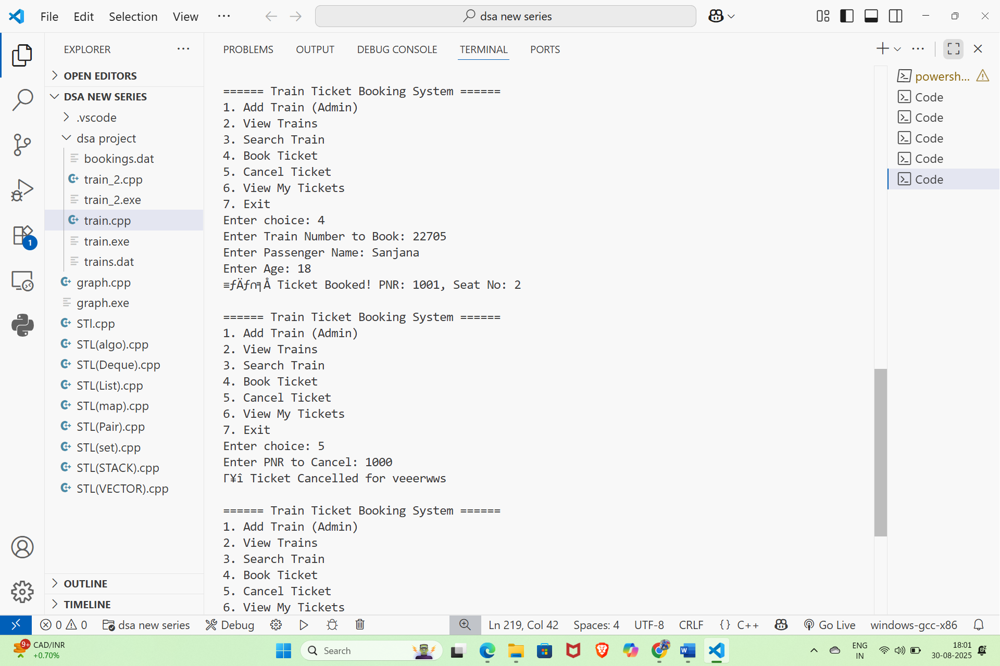 File Edit Selection View ··· dsa new series
EXPLORER ···
OPEN EDITORS
DSA NEW SERIES
.vscode
dsa project
bookings.dat
train_2.cpp
train_2.exe
train.cpp
train.exe
trains.dat
graph.cpp
graph.exe
STl.cpp
STL(algo).cpp
STL(Deque).cpp
STL(List).cpp
STL(map).cpp
STL(Pair).cpp
STL(set).cpp
STL(STACK).cpp
STL(VECTOR).cpp
OUTLINE
TIMELINE
1
PROBLEMS OUTPUT DEBUG CONSOLE TERMINAL PORTS
====== Train Ticket Booking System ======
1. Add Train (Admin)
2. View Trains
3. Search Train
4. Book Ticket
5. Cancel Ticket
6. View My Tickets
7. Exit
Enter choice: 4
Enter Train Number to Book: 22705
Enter Passenger Name: Sanjana
Enter Age: 18
≡ƒÄƒ∩╕Å Ticket Booked! PNR: 1001, Seat No: 2
====== Train Ticket Booking System ======
1. Add Train (Admin)
2. View Trains
3. Search Train
4. Book Ticket
5. Cancel Ticket
6. View My Tickets
7. Exit
Enter choice: 5
Enter PNR to Cancel: 1000
Γ¥î Ticket Cancelled for veeerwws
====== Train Ticket Booking System ======
1. Add Train (Admin)
2. View Trains
3. Search Train
4. Book Ticket
5. Cancel Ticket
6. View My Tickets
powersh...
Code
Code
Code
Code
Code
0 0 dsa new series Debug Ln 219, Col 42 Spaces: 4 UTF-8 CRLF {} C++ Go Live windows-gcc-x86
9+ CAD/INR
+0.70%
Search
ENG
IN
18:01
30-08-2025